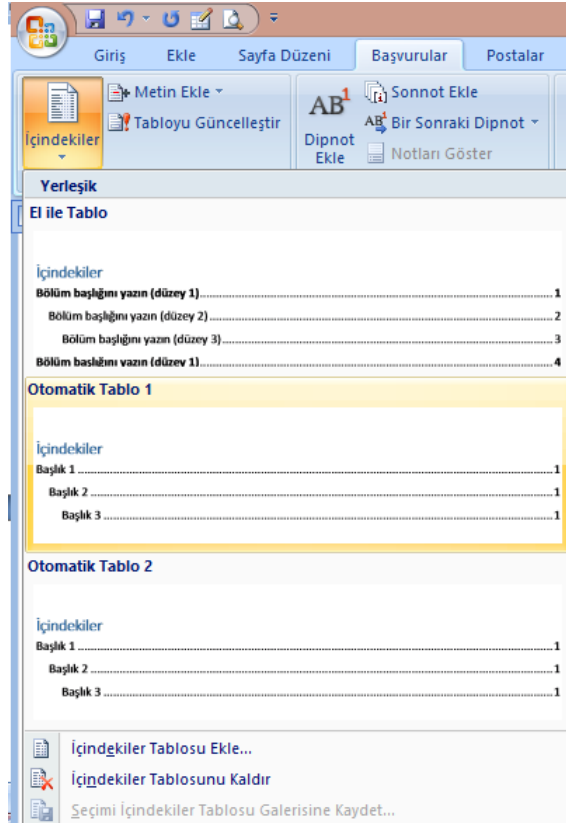 Giriş Ekle Sayfa Düzeni Başvurular Postalar
İçindekiler
Metin Ekle
Tabloyu Güncelleştir
AB1
Dipnot
Ekle
Sonnot Ekle
AB1 Bir Sonraki Dipnot
Notları Göster
Yerleşik
El ile Tablo
İçindekiler
Bölüm başlığını yazın (düzey 1)....................1
Bölüm başlığını yazın (düzey 2)....................2
Bölüm başlığını yazın (düzey 3)....................3
Bölüm başlığını yazın (düzey 1)....................4
Otomatik Tablo 1
İçindekiler
Başlık 1....................1
Başlık 2....................1
Başlık 3....................1
Otomatik Tablo 2
İçindekiler
Başlık 1....................1
Başlık 2....................1
Başlık 3....................1
İçindekiler Tablosu Ekle...
İçindekiler Tablosunu Kaldır
Seçimi İçindekiler Tablosu Galerisine Kaydet...